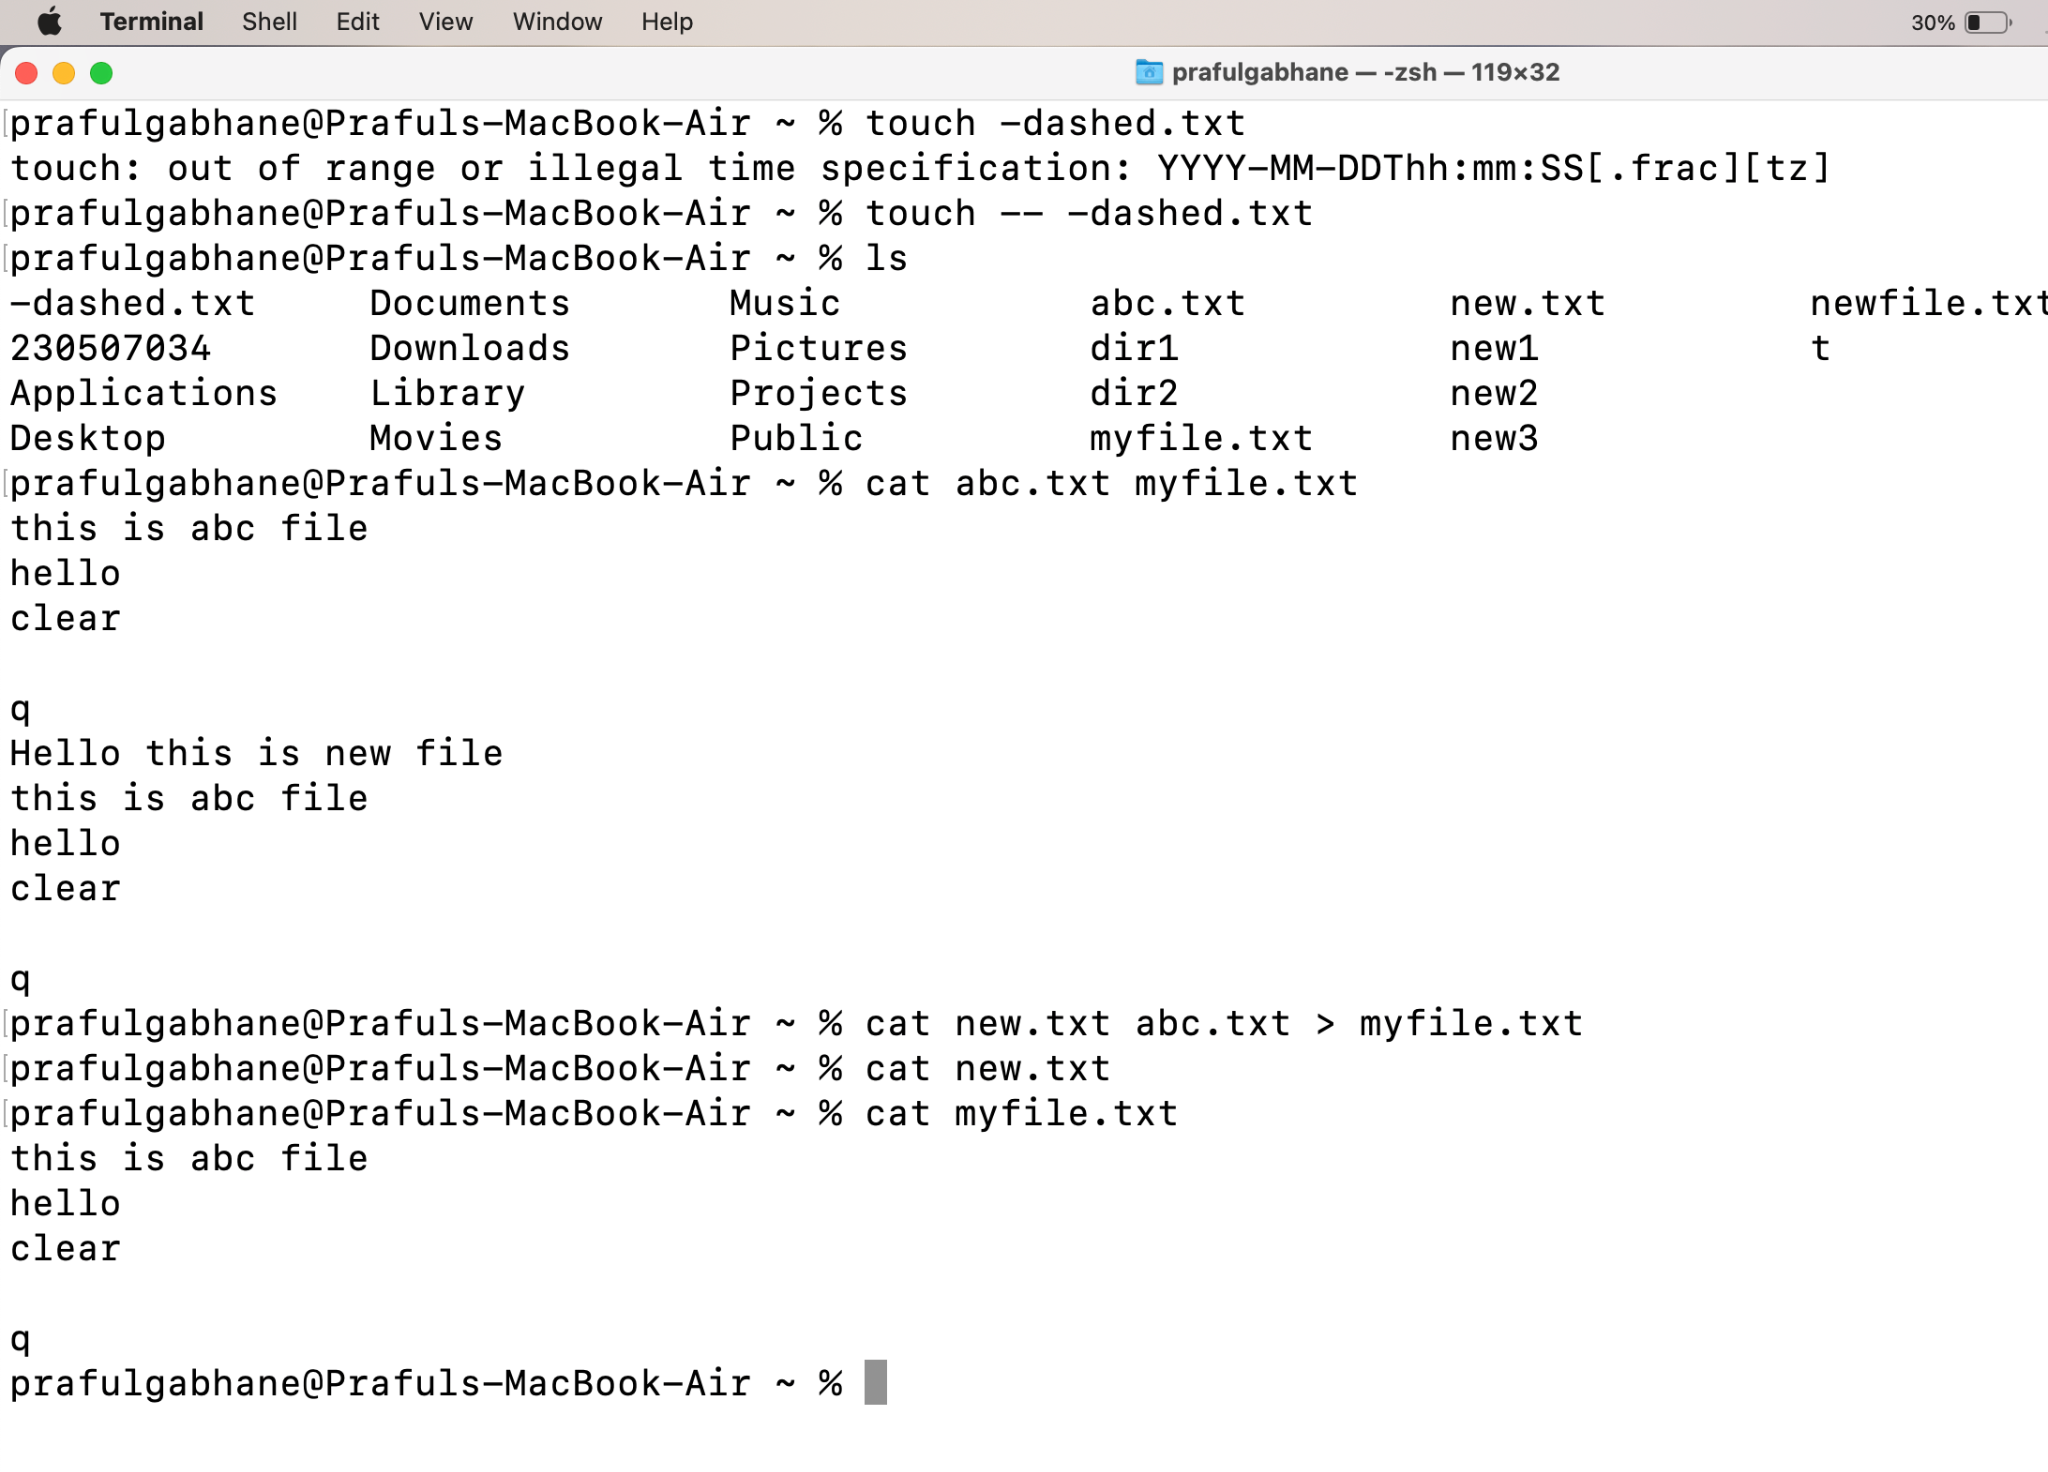 Terminal Shell Edit View Window Help 30%
prafulgabhane — -zsh — 119×32
prafulgabhane@Prafuls-MacBook-Air ~ % touch -dashed.txt
touch: out of range or illegal time specification: YYYY-MM-DDThh:mm:SS[.frac][tz]
prafulgabhane@Prafuls-MacBook-Air ~ % touch -- -dashed.txt
prafulgabhane@Prafuls-MacBook-Air ~ % ls
-dashed.txt Documents Music abc.txt new.txt newfile.txt
230507034 Downloads Pictures dir1 new1 t
Applications Library Projects dir2 new2
Desktop Movies Public myfile.txt new3
prafulgabhane@Prafuls-MacBook-Air ~ % cat abc.txt myfile.txt
this is abc file
hello
clear
q
Hello this is new file
this is abc file
hello
clear
q
prafulgabhane@Prafuls-MacBook-Air ~ % cat new.txt abc.txt > myfile.txt
prafulgabhane@Prafuls-MacBook-Air ~ % cat new.txt
prafulgabhane@Prafuls-MacBook-Air ~ % cat myfile.txt
this is abc file
hello
clear
q
prafulgabhane@Prafuls-MacBook-Air ~ %